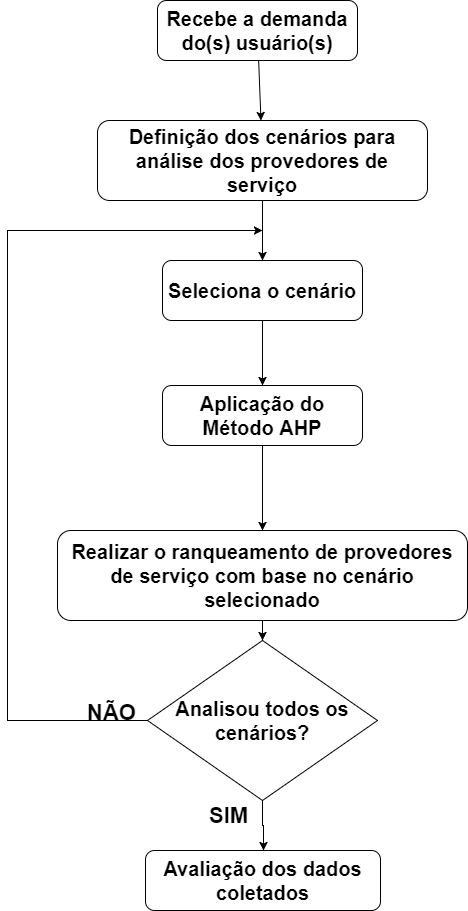 Recebe a demanda
do(s) usuário(s)
Definição dos cenários para
análise dos provedores de
serviço
Seleciona o cenário
Aplicação do
Método AHP
Realizar o ranqueamento de provedores
de serviço com base no cenário
selecionado
Analisou todos os
cenários?
NÃO
SIM
Avaliação dos dados
coletados